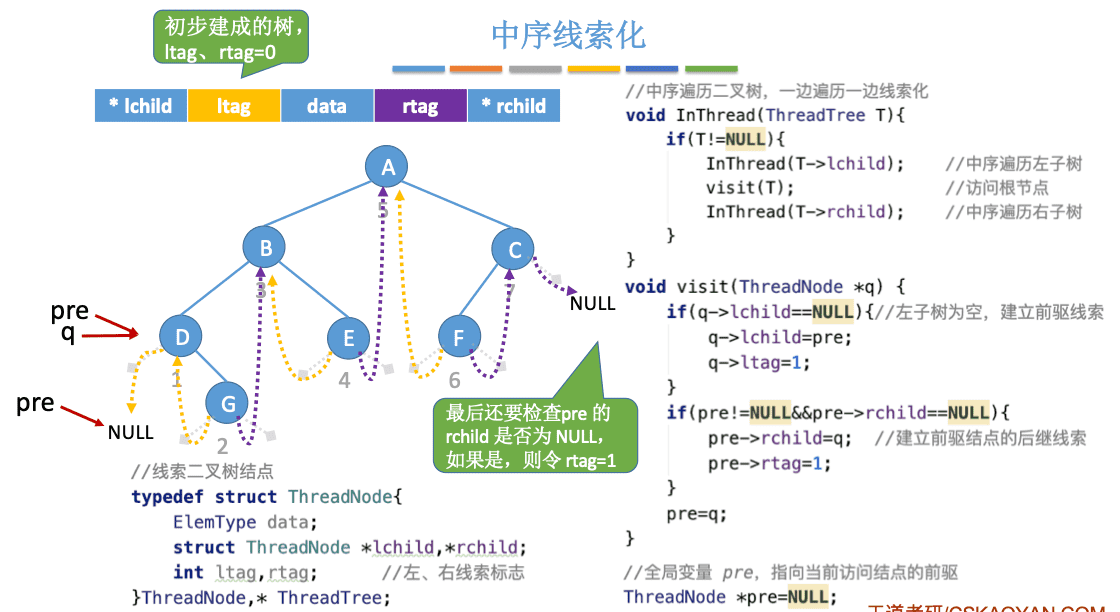 初步建成的树，
ltag、rtag=0
中序线索化
* lchild ltag data rtag * rchild
A
5
B
C
3
7
NULL
pre
q
D
E
F
1
4
6
pre
NULL
G
2
最后还要检查pre 的
rchild 是否为 NULL，
如果是，则令 rtag=1
//线索二叉树结点
typedef struct ThreadNode{
ElemType data;
struct ThreadNode *lchild,*rchild;
int ltag,rtag; //左、右线索标志
}ThreadNode,* ThreadTree;
//中序遍历二叉树，一边遍历一边线索化
void InThread(ThreadTree T){
if(T!=NULL){
InThread(T->lchild); //中序遍历左子树
visit(T); //访问根节点
InThread(T->rchild); //中序遍历右子树
}
}
void visit(ThreadNode *q) {
if(q->lchild==NULL){//左子树为空，建立前驱线索
q->lchild=pre;
q->ltag=1;
}
if(pre!=NULL&&pre->rchild==NULL){
pre->rchild=q; //建立前驱结点的后继线索
pre->rtag=1;
}
pre=q;
}
//全局变量 pre，指向当前访问结点的前驱
ThreadNode *pre=NULL;
王道考研/CSKAOYAN.COM